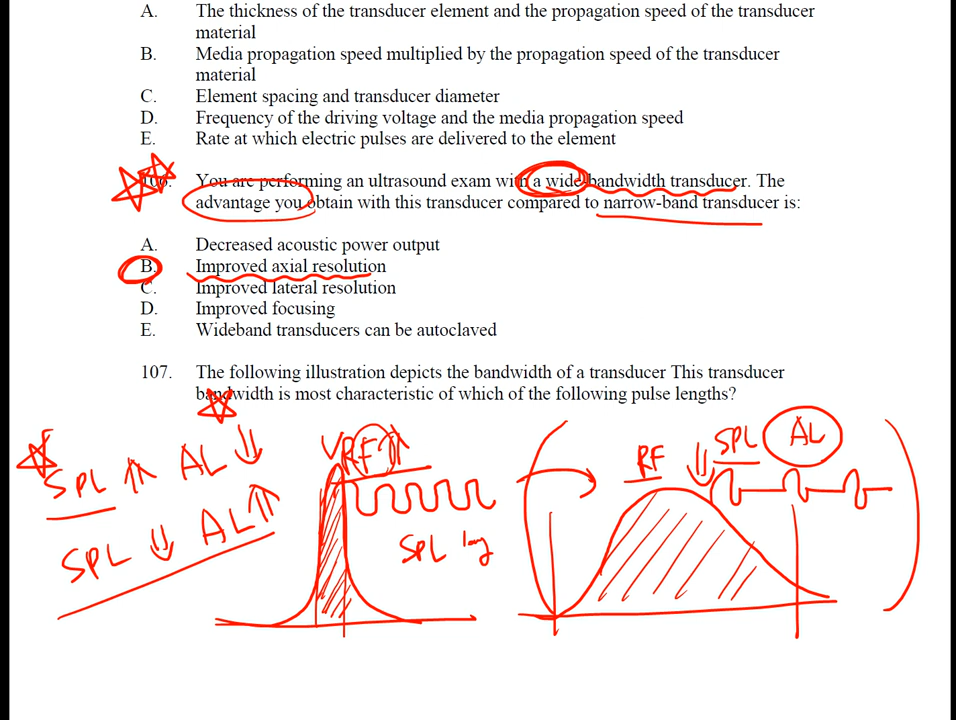 A. The thickness of the transducer element and the propagation speed of the transducer
material
B. Media propagation speed multiplied by the propagation speed of the transducer
material
C. Element spacing and transducer diameter
D. Frequency of the driving voltage and the media propagation speed
E. Rate at which electric pulses are delivered to the element
106. You are performing an ultrasound exam with a wide-bandwidth transducer. The
advantage you obtain with this transducer compared to narrow-band transducer is:
A. Decreased acoustic power output
B. Improved axial resolution
C. Improved lateral resolution
D. Improved focusing
E. Wideband transducers can be autoclaved
107. The following illustration depicts the bandwidth of a transducer This transducer
bandwidth is most characteristic of which of the following pulse lengths?
SPL ⇑ AL ⇓
SPL ⇓ AL ⇑
RF ⇑
SPL long
RF ⇓ SPL AL